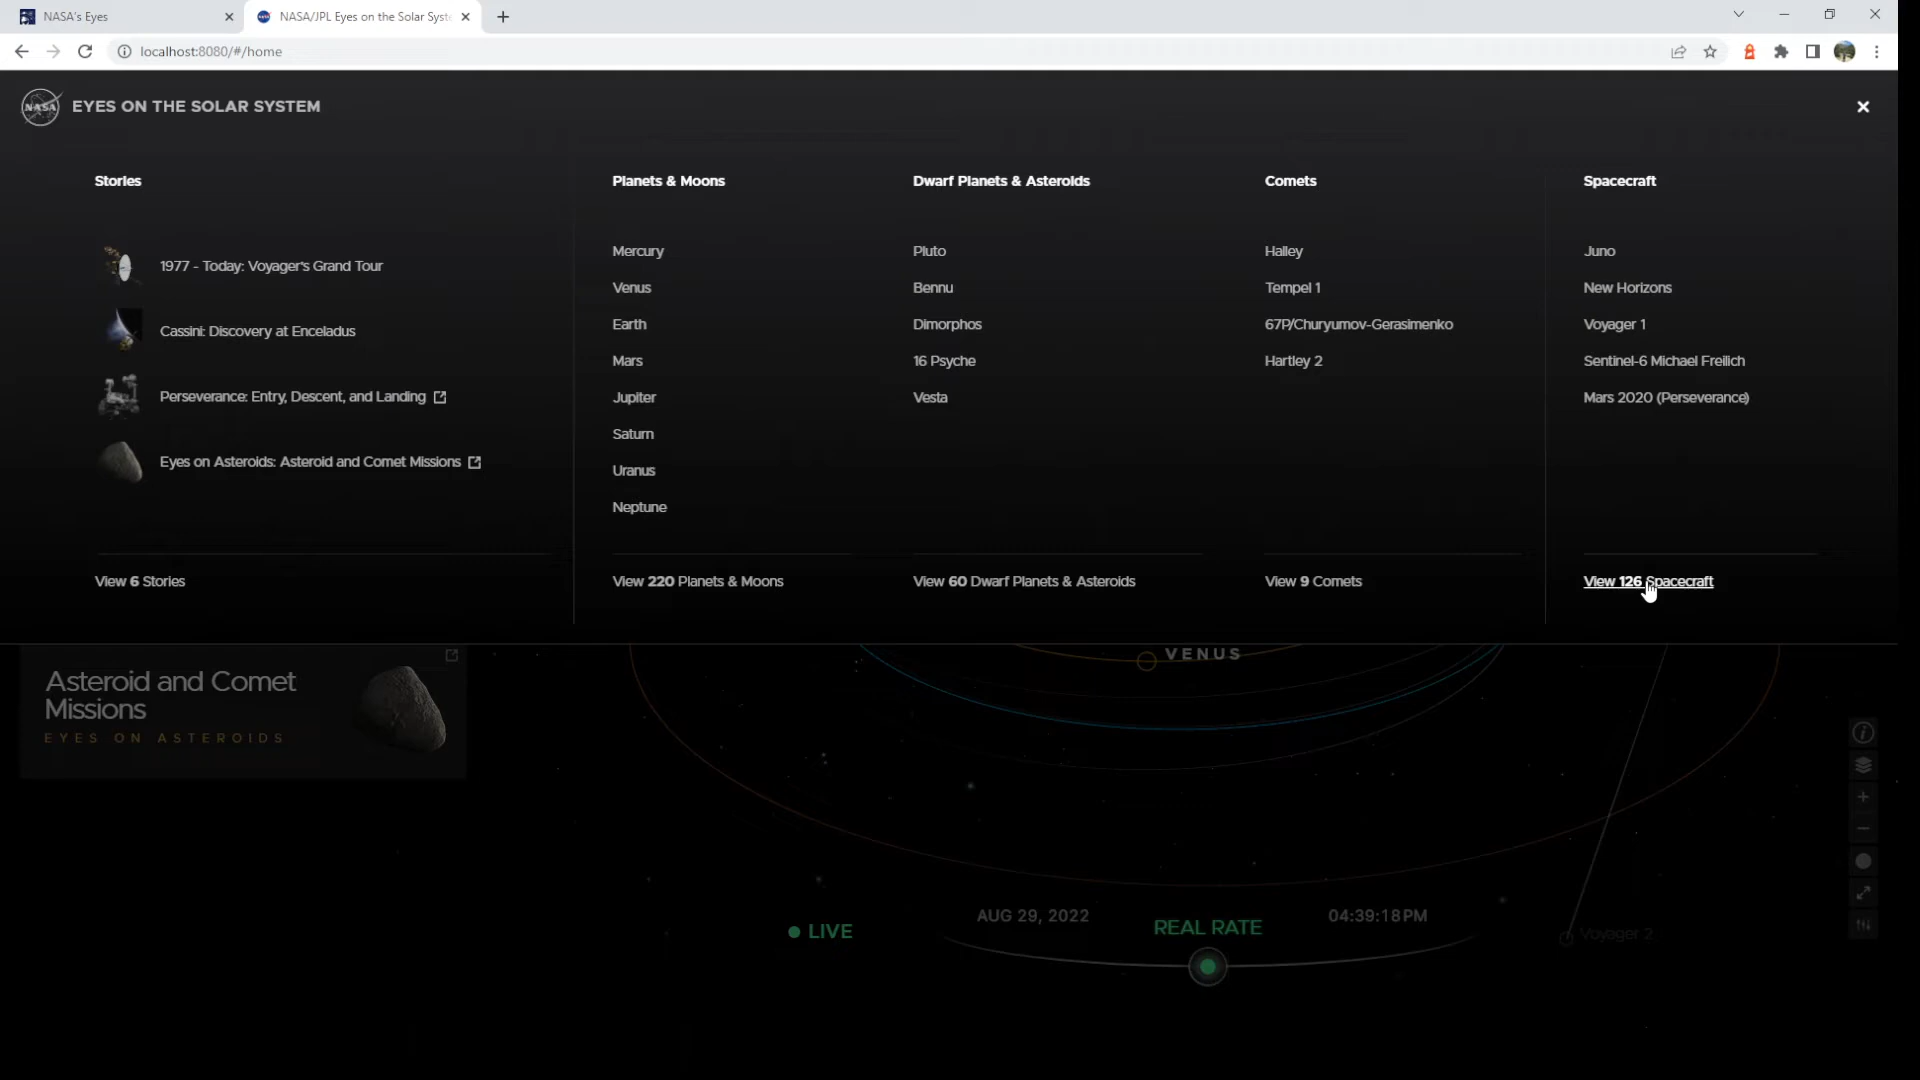 NASA's Eyes
NASA/JPL Eyes on the Solar Syst
localhost:8080/#/home
NASA
EYES ON THE SOLAR SYSTEM
Stories
1977 - Today: Voyager's Grand Tour
Cassini: Discovery at Enceladus
Perseverance: Entry, Descent, and Landing
Eyes on Asteroids: Asteroid and Comet Missions
View 6 Stories
Planets & Moons
Mercury
Venus
Earth
Mars
Jupiter
Saturn
Uranus
Neptune
View 220 Planets & Moons
Dwarf Planets & Asteroids
Pluto
Bennu
Dimorphos
16 Psyche
Vesta
View 60 Dwarf Planets & Asteroids
Comets
Halley
Tempel 1
67P/Churyumov-Gerasimenko
Hartley 2
View 9 Comets
Spacecraft
Juno
New Horizons
Voyager 1
Sentinel-6 Michael Freilich
Mars 2020 (Perseverance)
View 126 Spacecraft
Asteroid and Comet
Missions
EYES ON ASTEROIDS
VENUS
Voyager 2
LIVE
AUG 29, 2022
REAL RATE
04:39:18PM